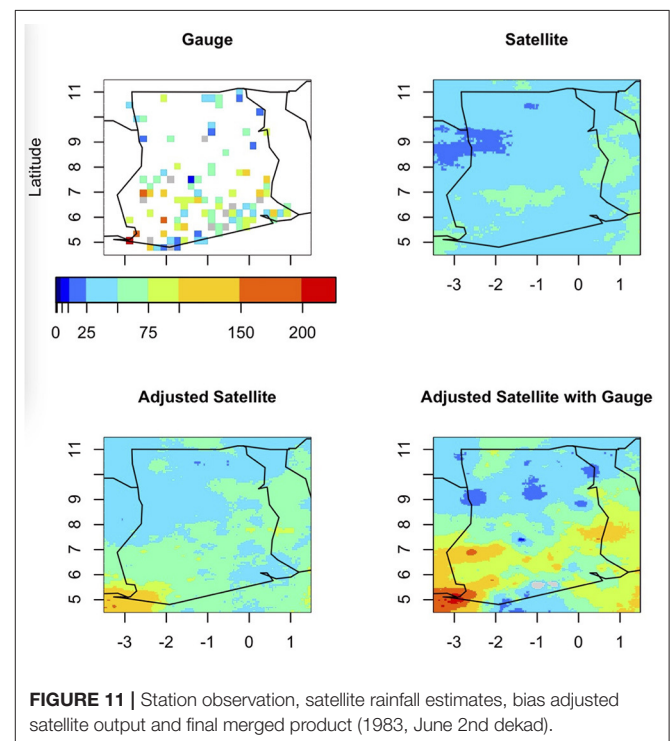 Gauge
Satellite
Latitude
11
9
8
7
6
5
11
9
8
7
6
5
0 25 75 150 200
-3 -2 -1 0 1
Adjusted Satellite
Adjusted Satellite with Gauge
11
9
8
7
6
5
11
9
8
7
6
5
-3 -2 -1 0 1
-3 -2 -1 0 1
FIGURE 11 | Station observation, satellite rainfall estimates, bias adjusted
satellite output and final merged product (1983, June 2nd dekad).